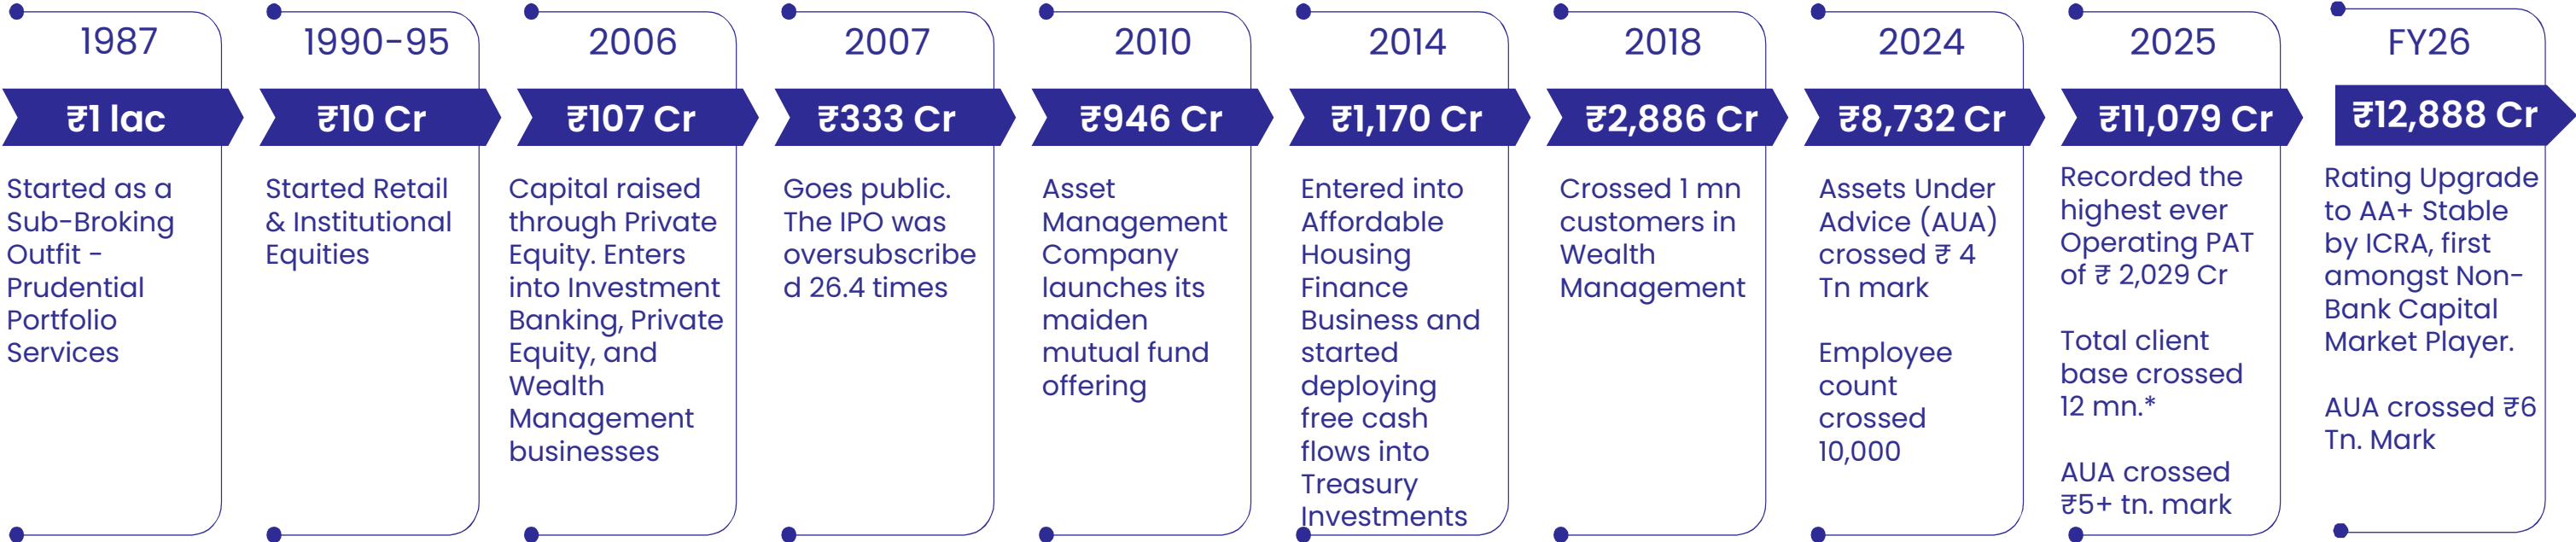 1987
₹1 lac
Started as a
Sub-Broking
Outfit -
Prudential
Portfolio
Services
1990-95
₹10 Cr
Started Retail
& Institutional
Equities
2006
₹107 Cr
Capital raised
through Private
Equity. Enters
into Investment
Banking, Private
Equity, and
Wealth
Management
businesses
2007
₹333 Cr
Goes public.
The IPO was
oversubscribe
d 26.4 times
2010
₹946 Cr
Asset
Management
Company
launches its
maiden
mutual fund
offering
2014
₹1,170 Cr
Entered into
Affordable
Housing
Finance
Business and
started
deploying
free cash
flows into
Treasury
Investments
2018
₹2,886 Cr
Crossed 1 mn
customers in
Wealth
Management
2024
₹8,732 Cr
Assets Under
Advice (AUA)
crossed ₹ 4
Tn mark
Employee
count
crossed
10,000
2025
₹11,079 Cr
Recorded the
highest ever
Operating PAT
of ₹ 2,029 Cr
Total client
base crossed
12 mn.*
AUA crossed
₹5+ tn. mark
FY26
₹12,888 Cr
Rating Upgrade
to AA+ Stable
by ICRA, first
amongst Non-
Bank Capital
Market Player.
AUA crossed ₹6
Tn. Mark